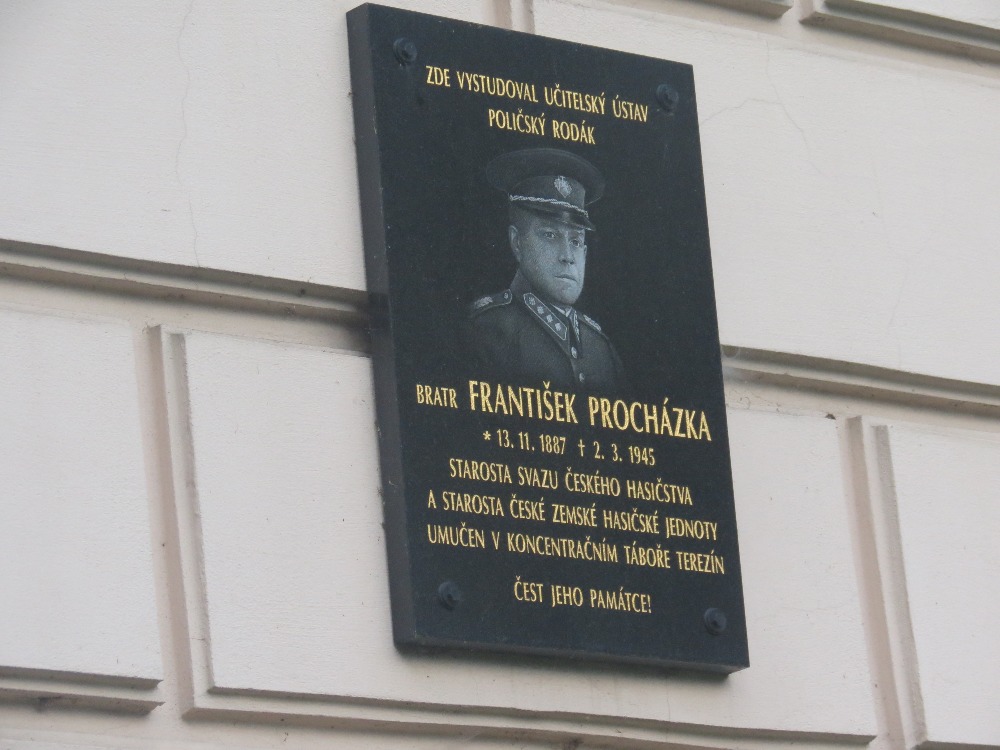 ZDE VYSTUDOVAL UČITELSKÝ ÚSTAV
POLIČSKÝ RODÁK
BRATR FRANTIŠEK PROCHÁZKA
* 13. 11. 1887 † 2. 3. 1945
STAROSTA SVAZU ČESKÉHO HASIČSTVA
A STAROSTA ČESKÉ ZEMSKÉ HASIČSKÉ JEDNOTY
UMUČEN V KONCENTRAČNÍM TÁBOŘE TEREZÍN
ČEST JEHO PAMÁTCE!